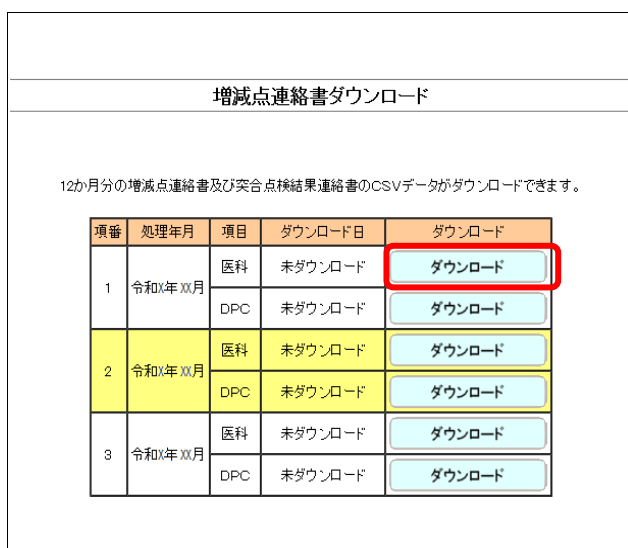 増減点連絡書ダウンロード
12か月分の増減点連絡書及び突合点検結果連絡書のCSVデータがダウンロードできます。
項番 処理年月 項目 ダウンロード日 ダウンロード
1 令和X年XX月 医科 未ダウンロード ダウンロード
DPC 未ダウンロード ダウンロード
2 令和X年XX月 医科 未ダウンロード ダウンロード
DPC 未ダウンロード ダウンロード
3 令和X年XX月 医科 未ダウンロード ダウンロード
DPC 未ダウンロード ダウンロード